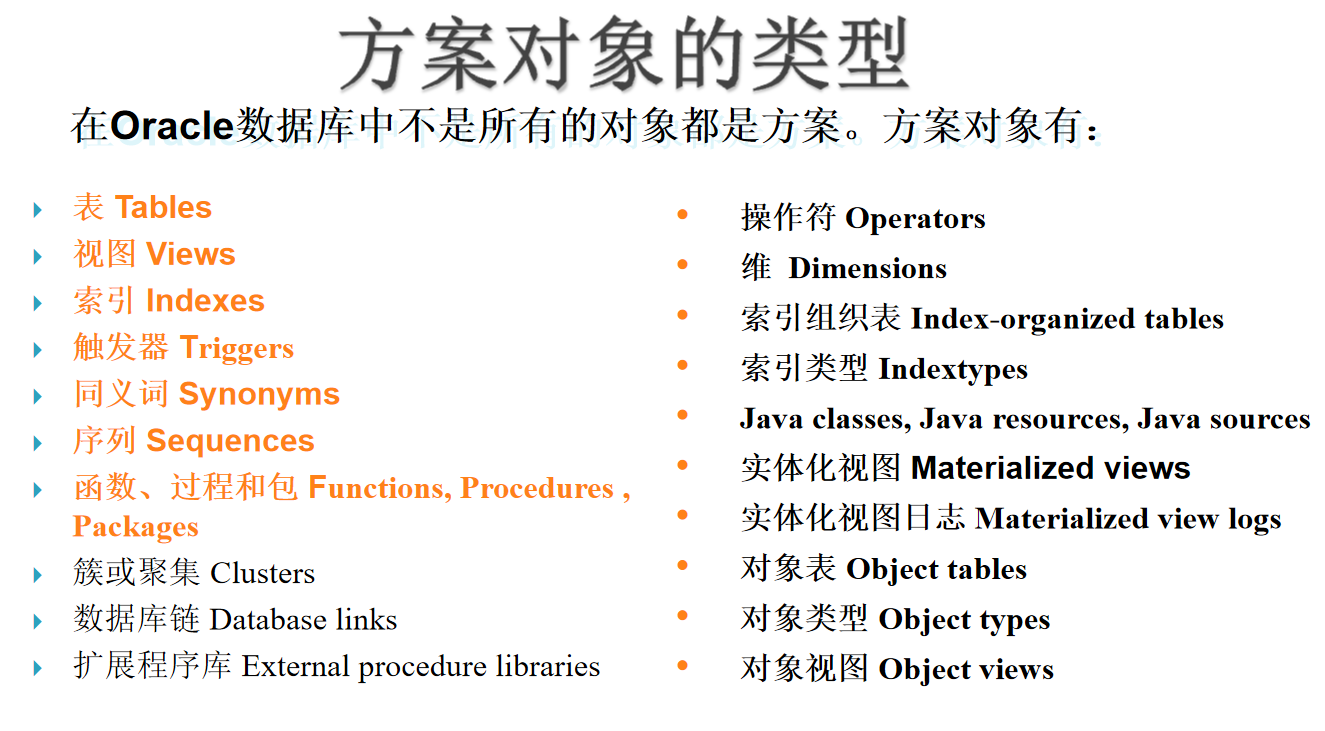 方案对象的类型
在Oracle数据库中不是所有的对象都是方案。方案对象有：
表 Tables
视图 Views
索引 Indexes
触发器 Triggers
同义词 Synonyms
序列 Sequences
函数、过程和包 Functions, Procedures ,
Packages
簇或聚集 Clusters
数据库链 Database links
扩展程序库 External procedure libraries
操作符 Operators
维 Dimensions
索引组织表 Index-organized tables
索引类型 Indextypes
Java classes, Java resources, Java sources
实体化视图 Materialized views
实体化视图日志 Materialized view logs
对象表 Object tables
对象类型 Object types
对象视图 Object views